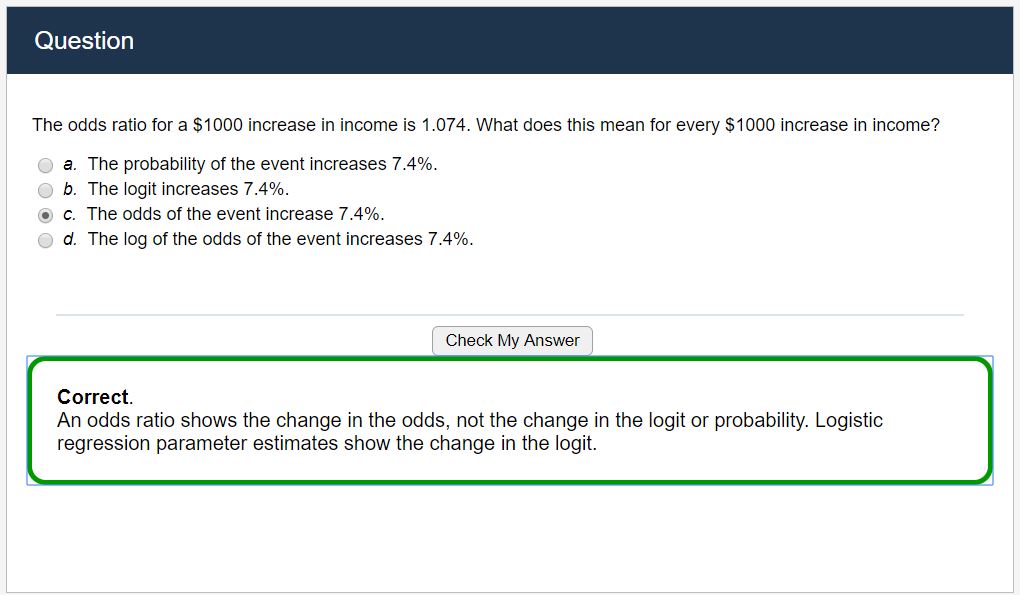 Question
The odds ratio for a $1000 increase in income is 1.074. What does this mean for every $1000 increase in income?
a. The probability of the event increases 7.4%.
b. The logit increases 7.4%.
c. The odds of the event increase 7.4%.
d. The log of the odds of the event increases 7.4%.
Check My Answer
Correct.
An odds ratio shows the change in the odds, not the change in the logit or probability. Logistic
regression parameter estimates show the change in the logit.